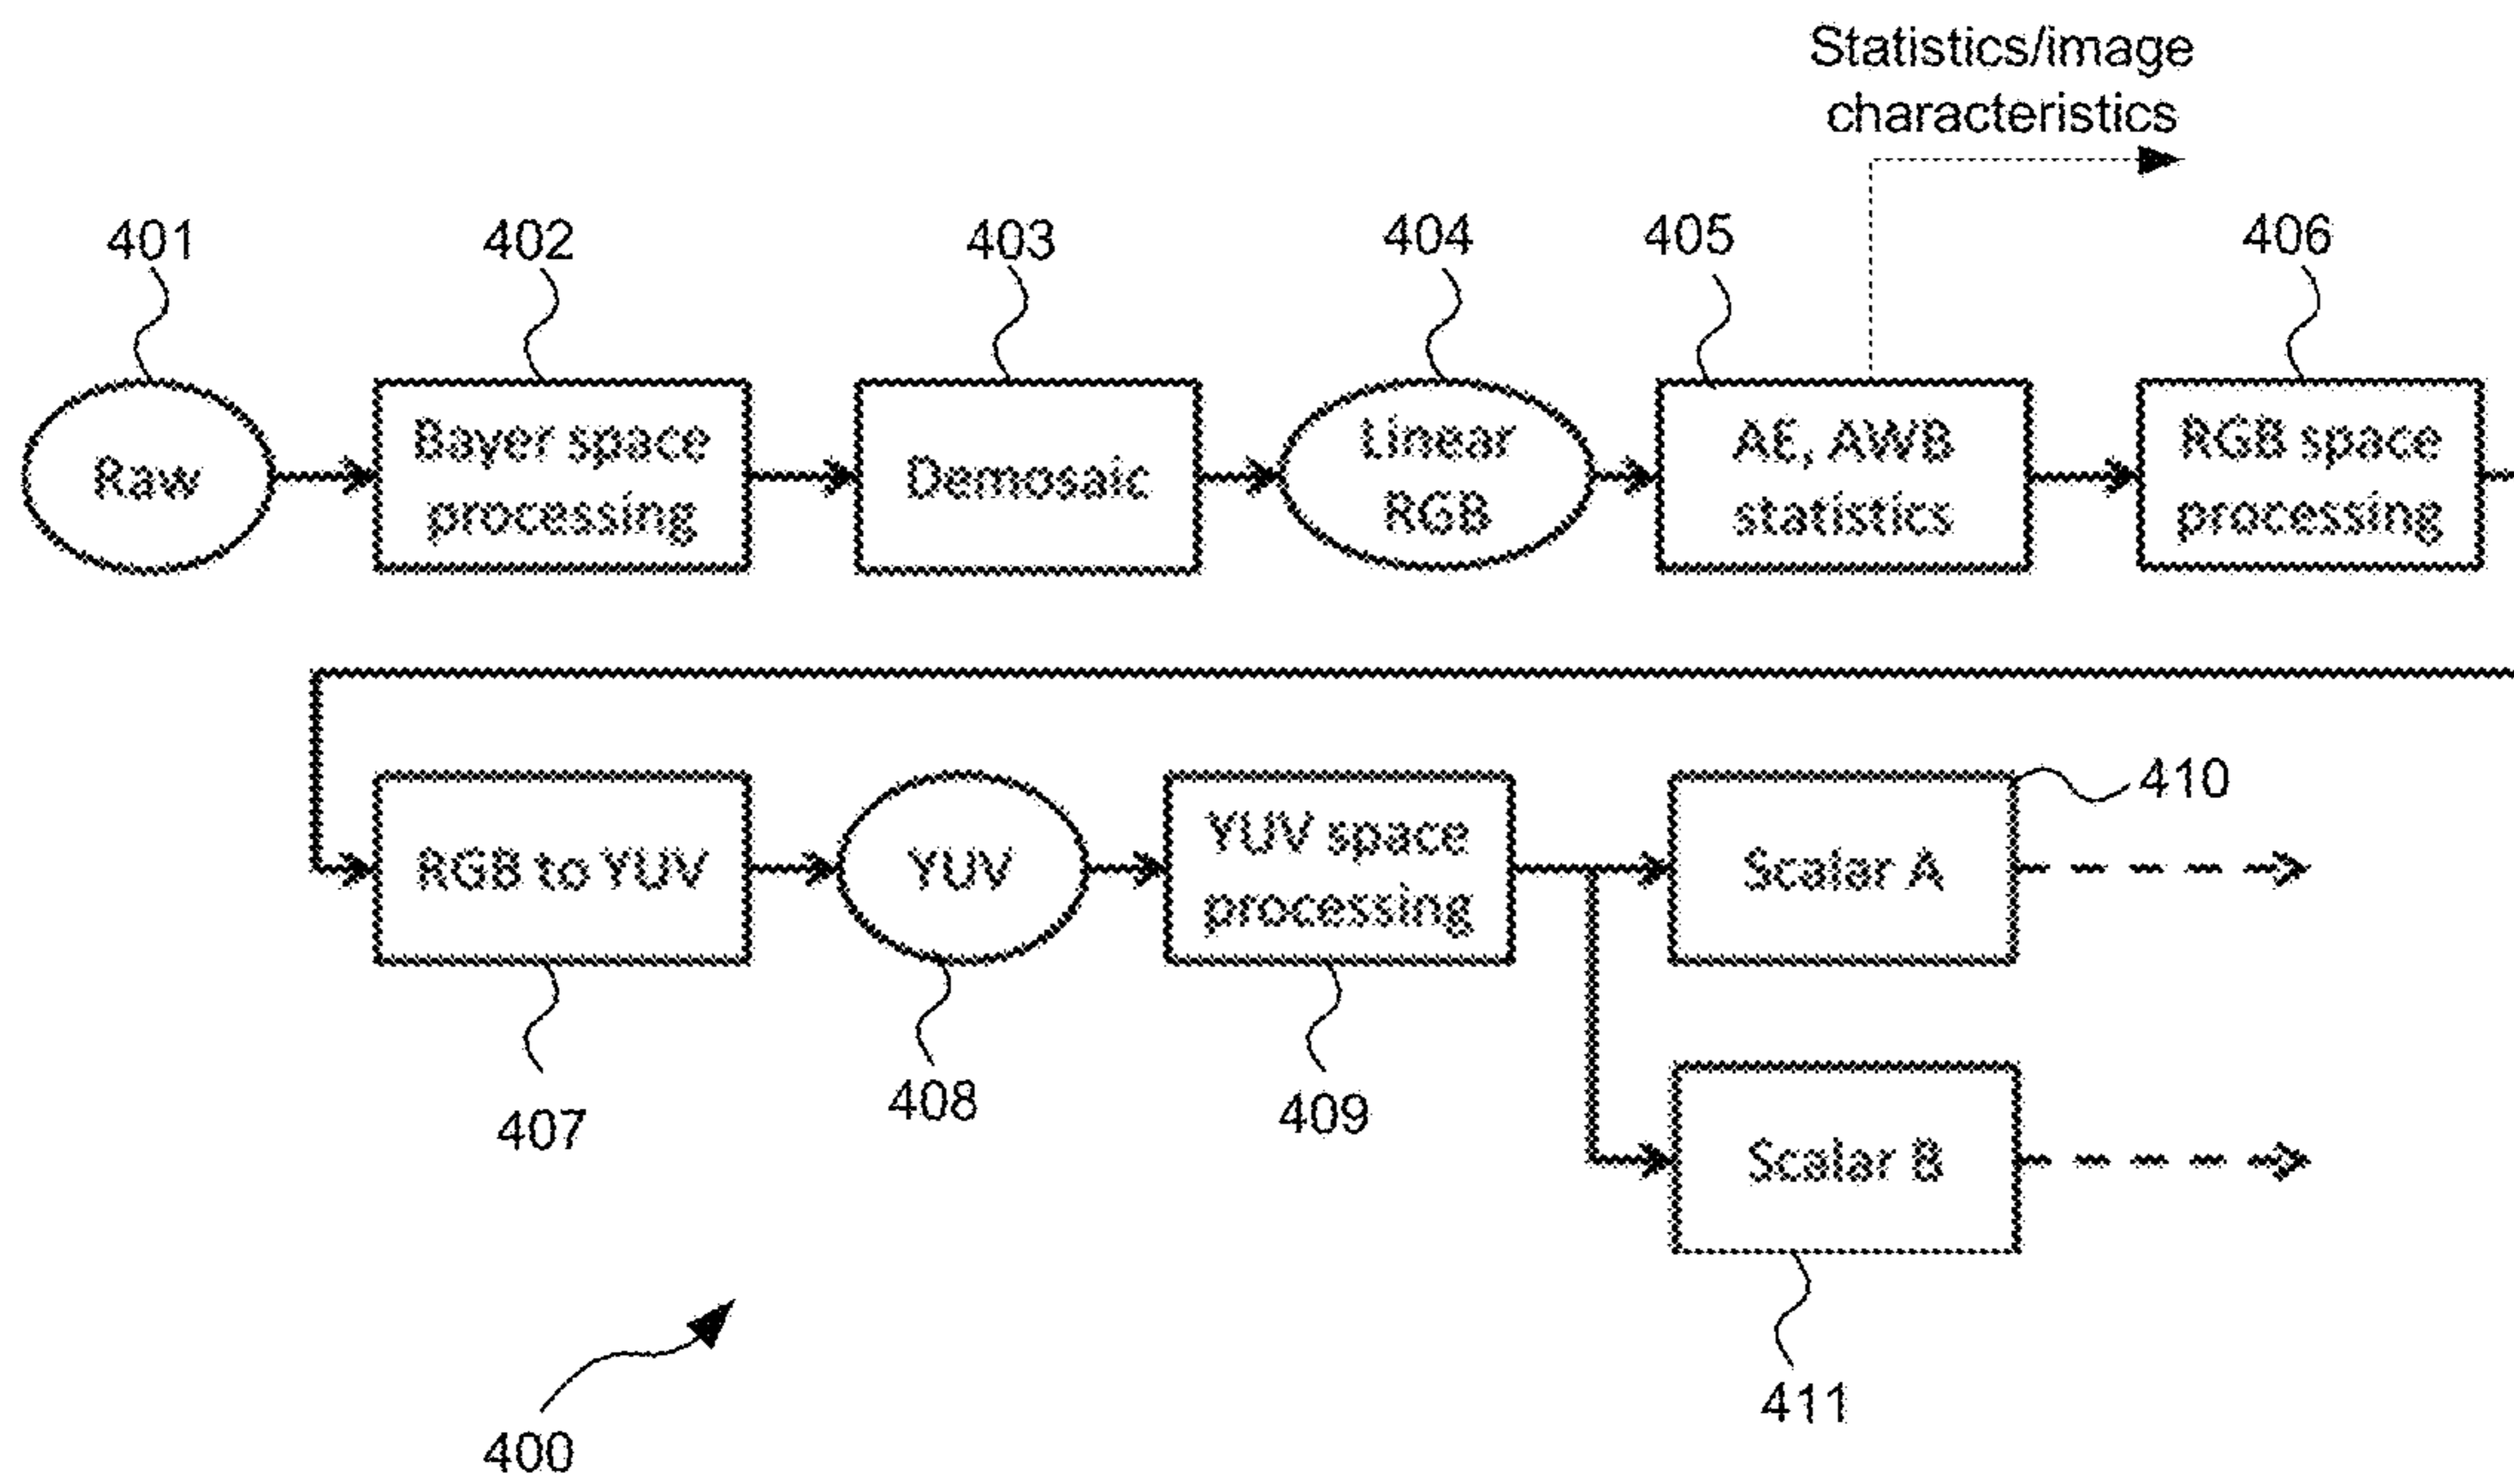 Statistics/image
characteristics
401
402
403
404
405
406
Raw
Bayer space
processing
Demosaic
Linear
RGB
AE, AWB
statistics
RGB space
processing
410
RGB to YUV
YUV
YUV space
processing
Scalar A
407
408
409
Scalar B
411
400